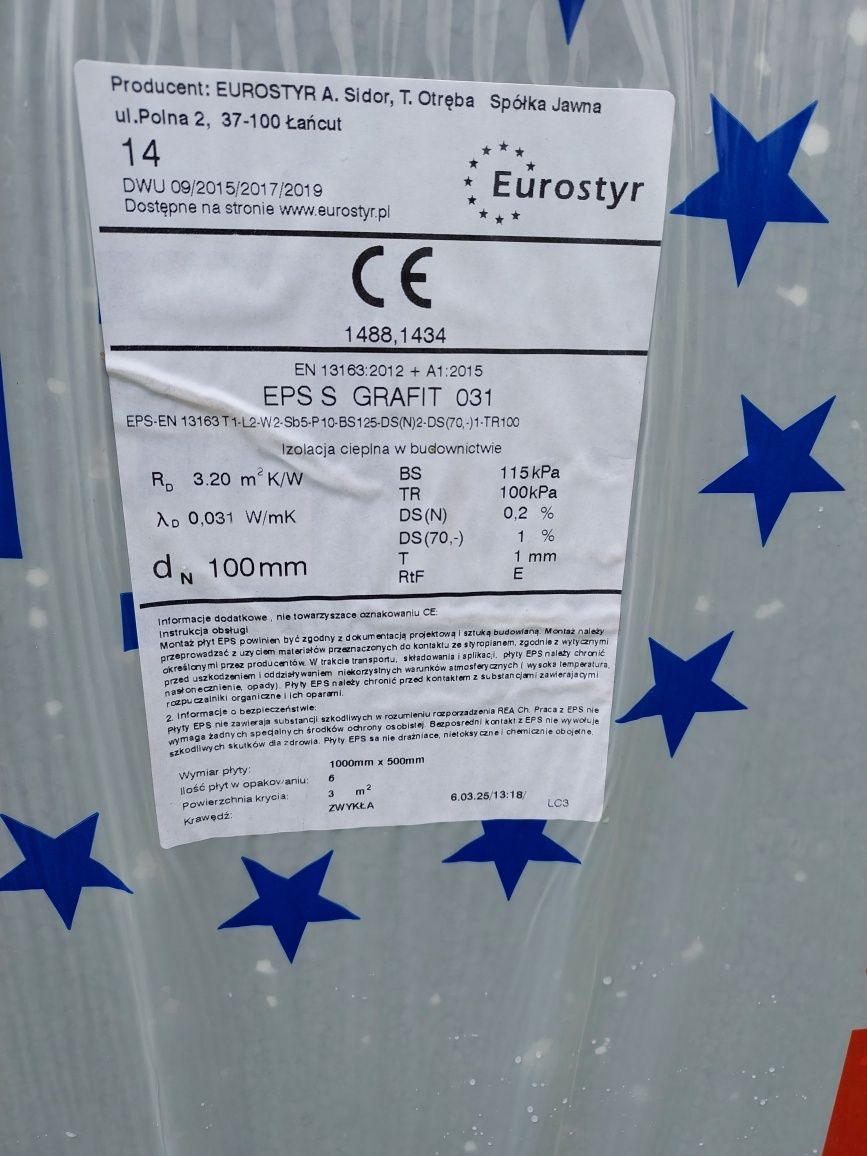 Producent: EUROSTYR A. Sidor, T. Otręba Spółka Jawna
ul.Polna 2, 37-100 Łańcut
14
DWU 09/2015/2017/2019
Dostępne na stronie www.eurostyr.pl
Eurostyr
CE
1488,1434
EN 13163:2012 + A1:2015
EPS S GRAFIT 031
EPS-EN 13163 T1-L2-W2-Sb5-P10-BS125-DS(N)2-DS(70,-)1-TR100
Izolacja cieplna w budownictwie
RD 3.20 m² K/W
λD 0,031 W/mK
dN 100mm
BS 115kPa
TR 100kPa
DS(N) 0,2 %
DS(70,-) 1 %
T 1 mm
RtF E
Informacje dodatkowe , nie towarzyszace oznakowaniu CE:
Instrukcja obsługi
Montaż płyt EPS powinien być zgodny z dokumentacją projektową i sztuką budowlaną. Montaż należy
przeprowadzać z użyciem materiałów przeznaczonych do kontaktu ze styropianem, zgodnie z wytycznymi
określonymi przez producentów. W trakcie transportu, składowania i aplikacji, płyty EPS należy chronić
przed uszkodzeniem i oddziaływaniem niekorzystnych warunków atmosferycznych ( wysoka temperatura,
nasłonecznienie, opady). Płyty EPS należy chronić przed kontaktem z substancjami zawierającymi
rozpuczalniki organiczne i ich oparami.
2. Informacje o bezpieczeństwie:
Płyty EPS nie zawieraja substancji szkodliwych w rozumieniu rozporzadzenia REA Ch. Praca z EPS nie
wymaga żadnych specjalnych środków ochrony osobistej. Bezposredni kontakt z EPS nie wywołuje
szkodliwych skutków dla zdrowia. Płyty EPS sa nie drażniace, nietoksyczne i chemicznie obojetne.
Wymiar płyty: 1000mm x 500mm
Ilość płyt w opakowaniu: 6
Powierzchnia krycia: 3 m²
Krawędź: ZWYKŁA
6.03.25/13:18/ LC3